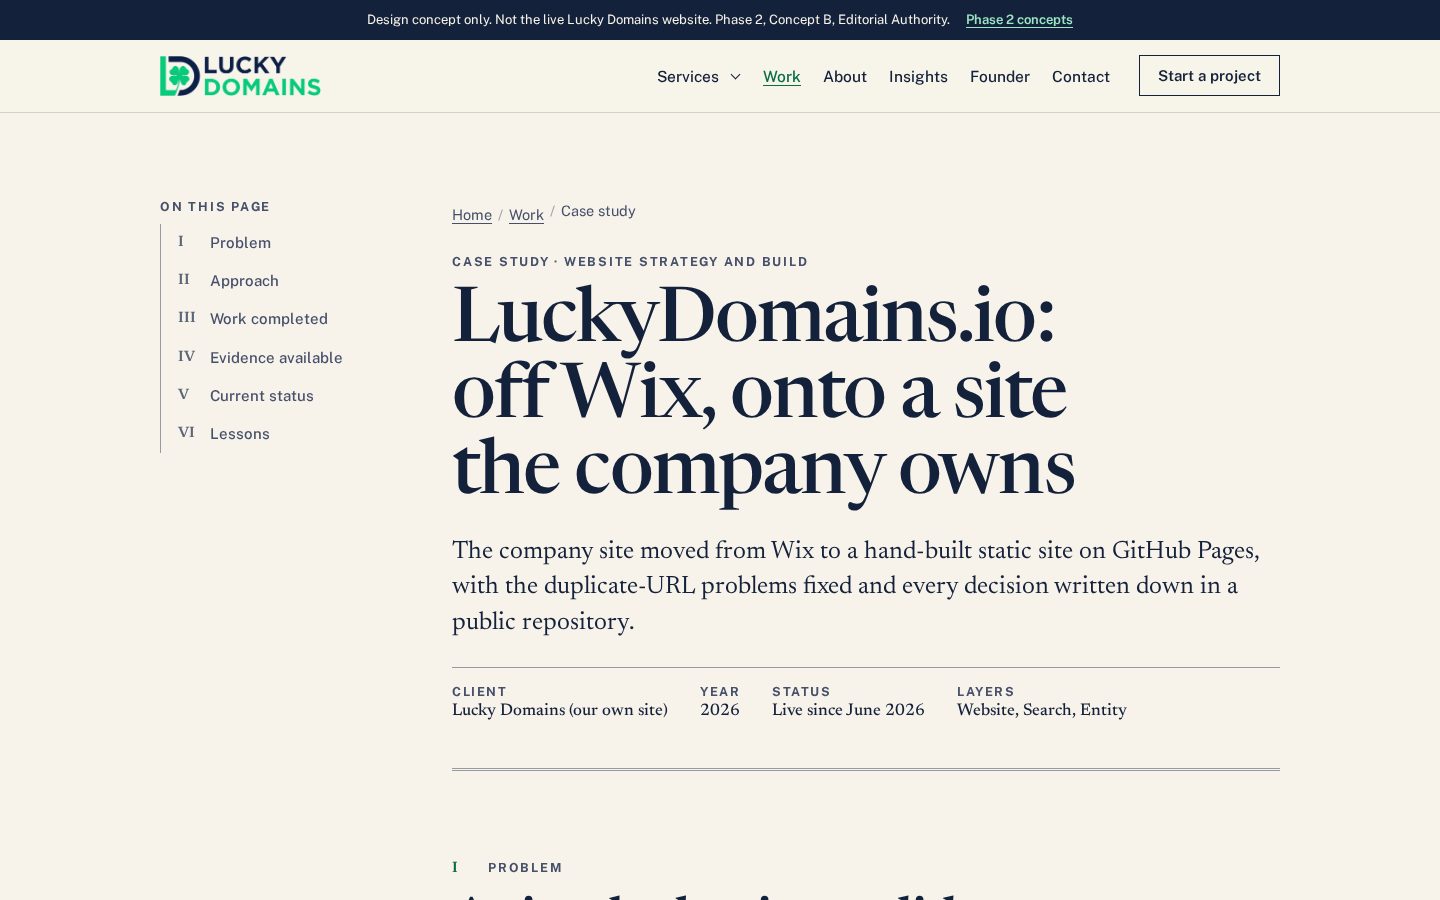 Design concept only. Not the live Lucky Domains website. Phase 2, Concept B, Editorial Authority. Phase 2 concepts
LUCKY
DOMAINS
Services Work About Insights Founder Contact Start a project
ON THIS PAGE
I Problem
II Approach
III Work completed
IV Evidence available
V Current status
VI Lessons
Home / Work / Case study
CASE STUDY · WEBSITE STRATEGY AND BUILD
LuckyDomains.io:
off Wix, onto a site
the company owns
The company site moved from Wix to a hand-built static site on GitHub Pages,
with the duplicate-URL problems fixed and every decision written down in a
public repository.
CLIENT YEAR STATUS LAYERS
Lucky Domains (our own site) 2026 Live since June 2026 Website, Search, Entity
I PROBLEM